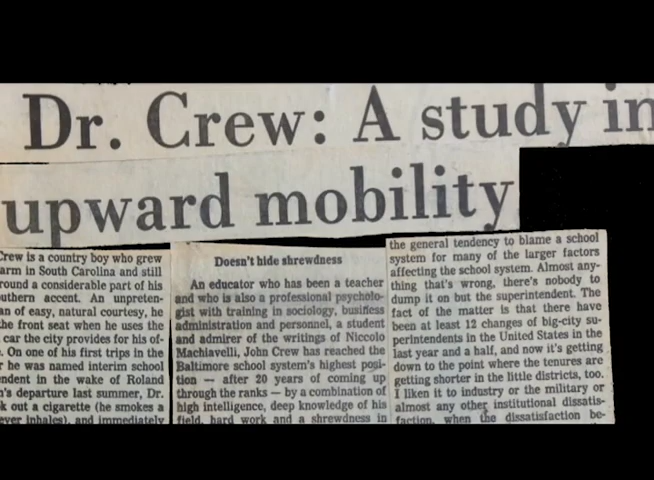 Dr. Crew: A study in
upward mobility
Crew is a country boy who grew
arm in South Carolina and still
round a considerable part of his
uthern accent. An unpreten-
an of easy, natural courtesy, he
the front seat when he uses the
car the city provides for his of-
. On one of his first trips in the
r he was named interim school
endent in the wake of Roland
n's departure last summer, Dr.
k out a cigarette (he smokes a
ever inhales), and immediately
Doesn't hide shrewdness
An educator who has been a teacher
and who is also a professional psycholo-
gist with training in sociology, business
administration and personnel, a student
and admirer of the writings of Niccolo
Machiavelli, John Crew has reached the
Baltimore school system's highest posi-
tion — after 20 years of coming up
through the ranks — by a combination of
high intelligence, deep knowledge of his
field, hard work and a shrewdness in
the general tendency to blame a school
system for many of the larger factors
affecting the school system. Almost any-
thing that's wrong, there's nobody to
dump it on but the superintendent. The
fact of the matter is that there have
been at least 12 changes of big-city su-
perintendents in the United States in the
last year and a half, and now it's getting
down to the point where the tenures are
getting shorter in the little districts, too.
I liken it to industry or the military or
almost any other institutional dissatis-
faction, when the dissatisfaction be-